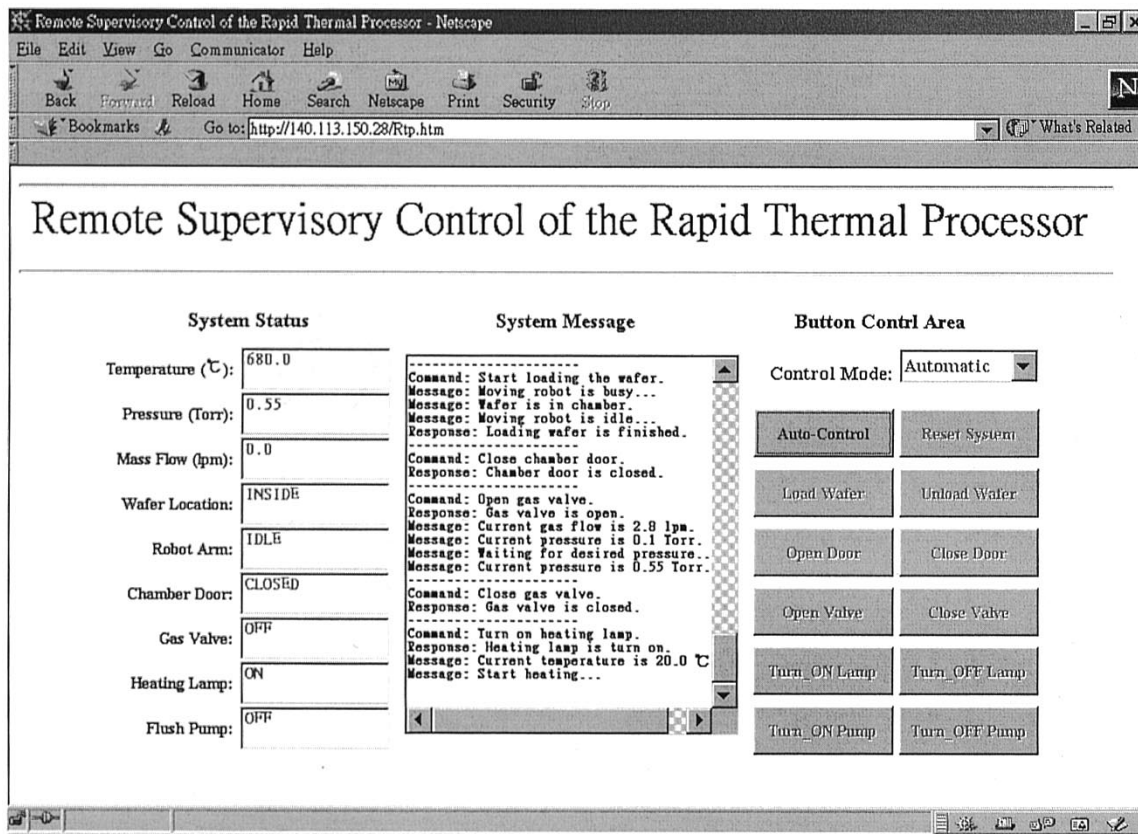 Remote Supervisory Control of the Rapid Thermal Processor - Netscape
File Edit View Go Communicator Help
Back Forward Reload Home Search Netscape Print Security Stop
Bookmarks Go to: http://140.113.150.28/Rtp.htm What's Related
Remote Supervisory Control of the Rapid Thermal Processor
System Status
Temperature (℃): 680.0
Pressure (Torr): 0.55
Mass Flow (lpm): 0.0
Wafer Location: INSIDE
Robot Arm: IDLE
Chamber Door: CLOSED
Gas Valve: OFF
Heating Lamp: ON
Flush Pump: OFF
System Message
--------------------
Command: Start loading the wafer.
Message: Moving robot is busy...
Message: Wafer is in chamber.
Message: Moving robot is idle...
Response: Loading wafer is finished.
--------------------
Command: Close chamber door.
Response: Chamber door is closed.
--------------------
Command: Open gas valve.
Response: Gas valve is open.
Message: Current gas flow is 2.8 lpm.
Message: Current pressure is 0.1 Torr.
Message: Waiting for desired pressure..
Message: Current pressure is 0.55 Torr.
--------------------
Command: Close gas valve.
Response: Gas valve is closed.
--------------------
Command: Turn on heating lamp.
Response: Heating lamp is turn on.
Message: Current temperature is 20.0 ℃
Message: Start heating...
Button Contrl Area
Control Mode: Automatic
Auto-Control Reset System
Load Wafer Unload Wafer
Open Door Close Door
Open Valve Close Valve
Turn_ON Lamp Turn_OFF Lamp
Turn_ON Pump Turn_OFF Pump